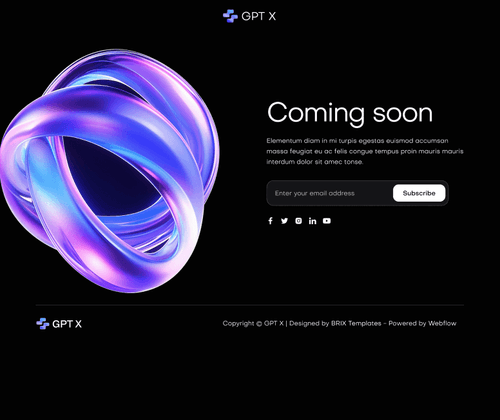 GPT X
Coming soon
Elementum diam in mi turpis egestas euismod accumsan
massa feugiat eu ac felis congue tempus proin mauris mauris
interdum dolor sit amec tonse.
Enter your email address
Subscribe
GPT X
Copyright © GPT X | Designed by BRIX Templates - Powered by Webflow